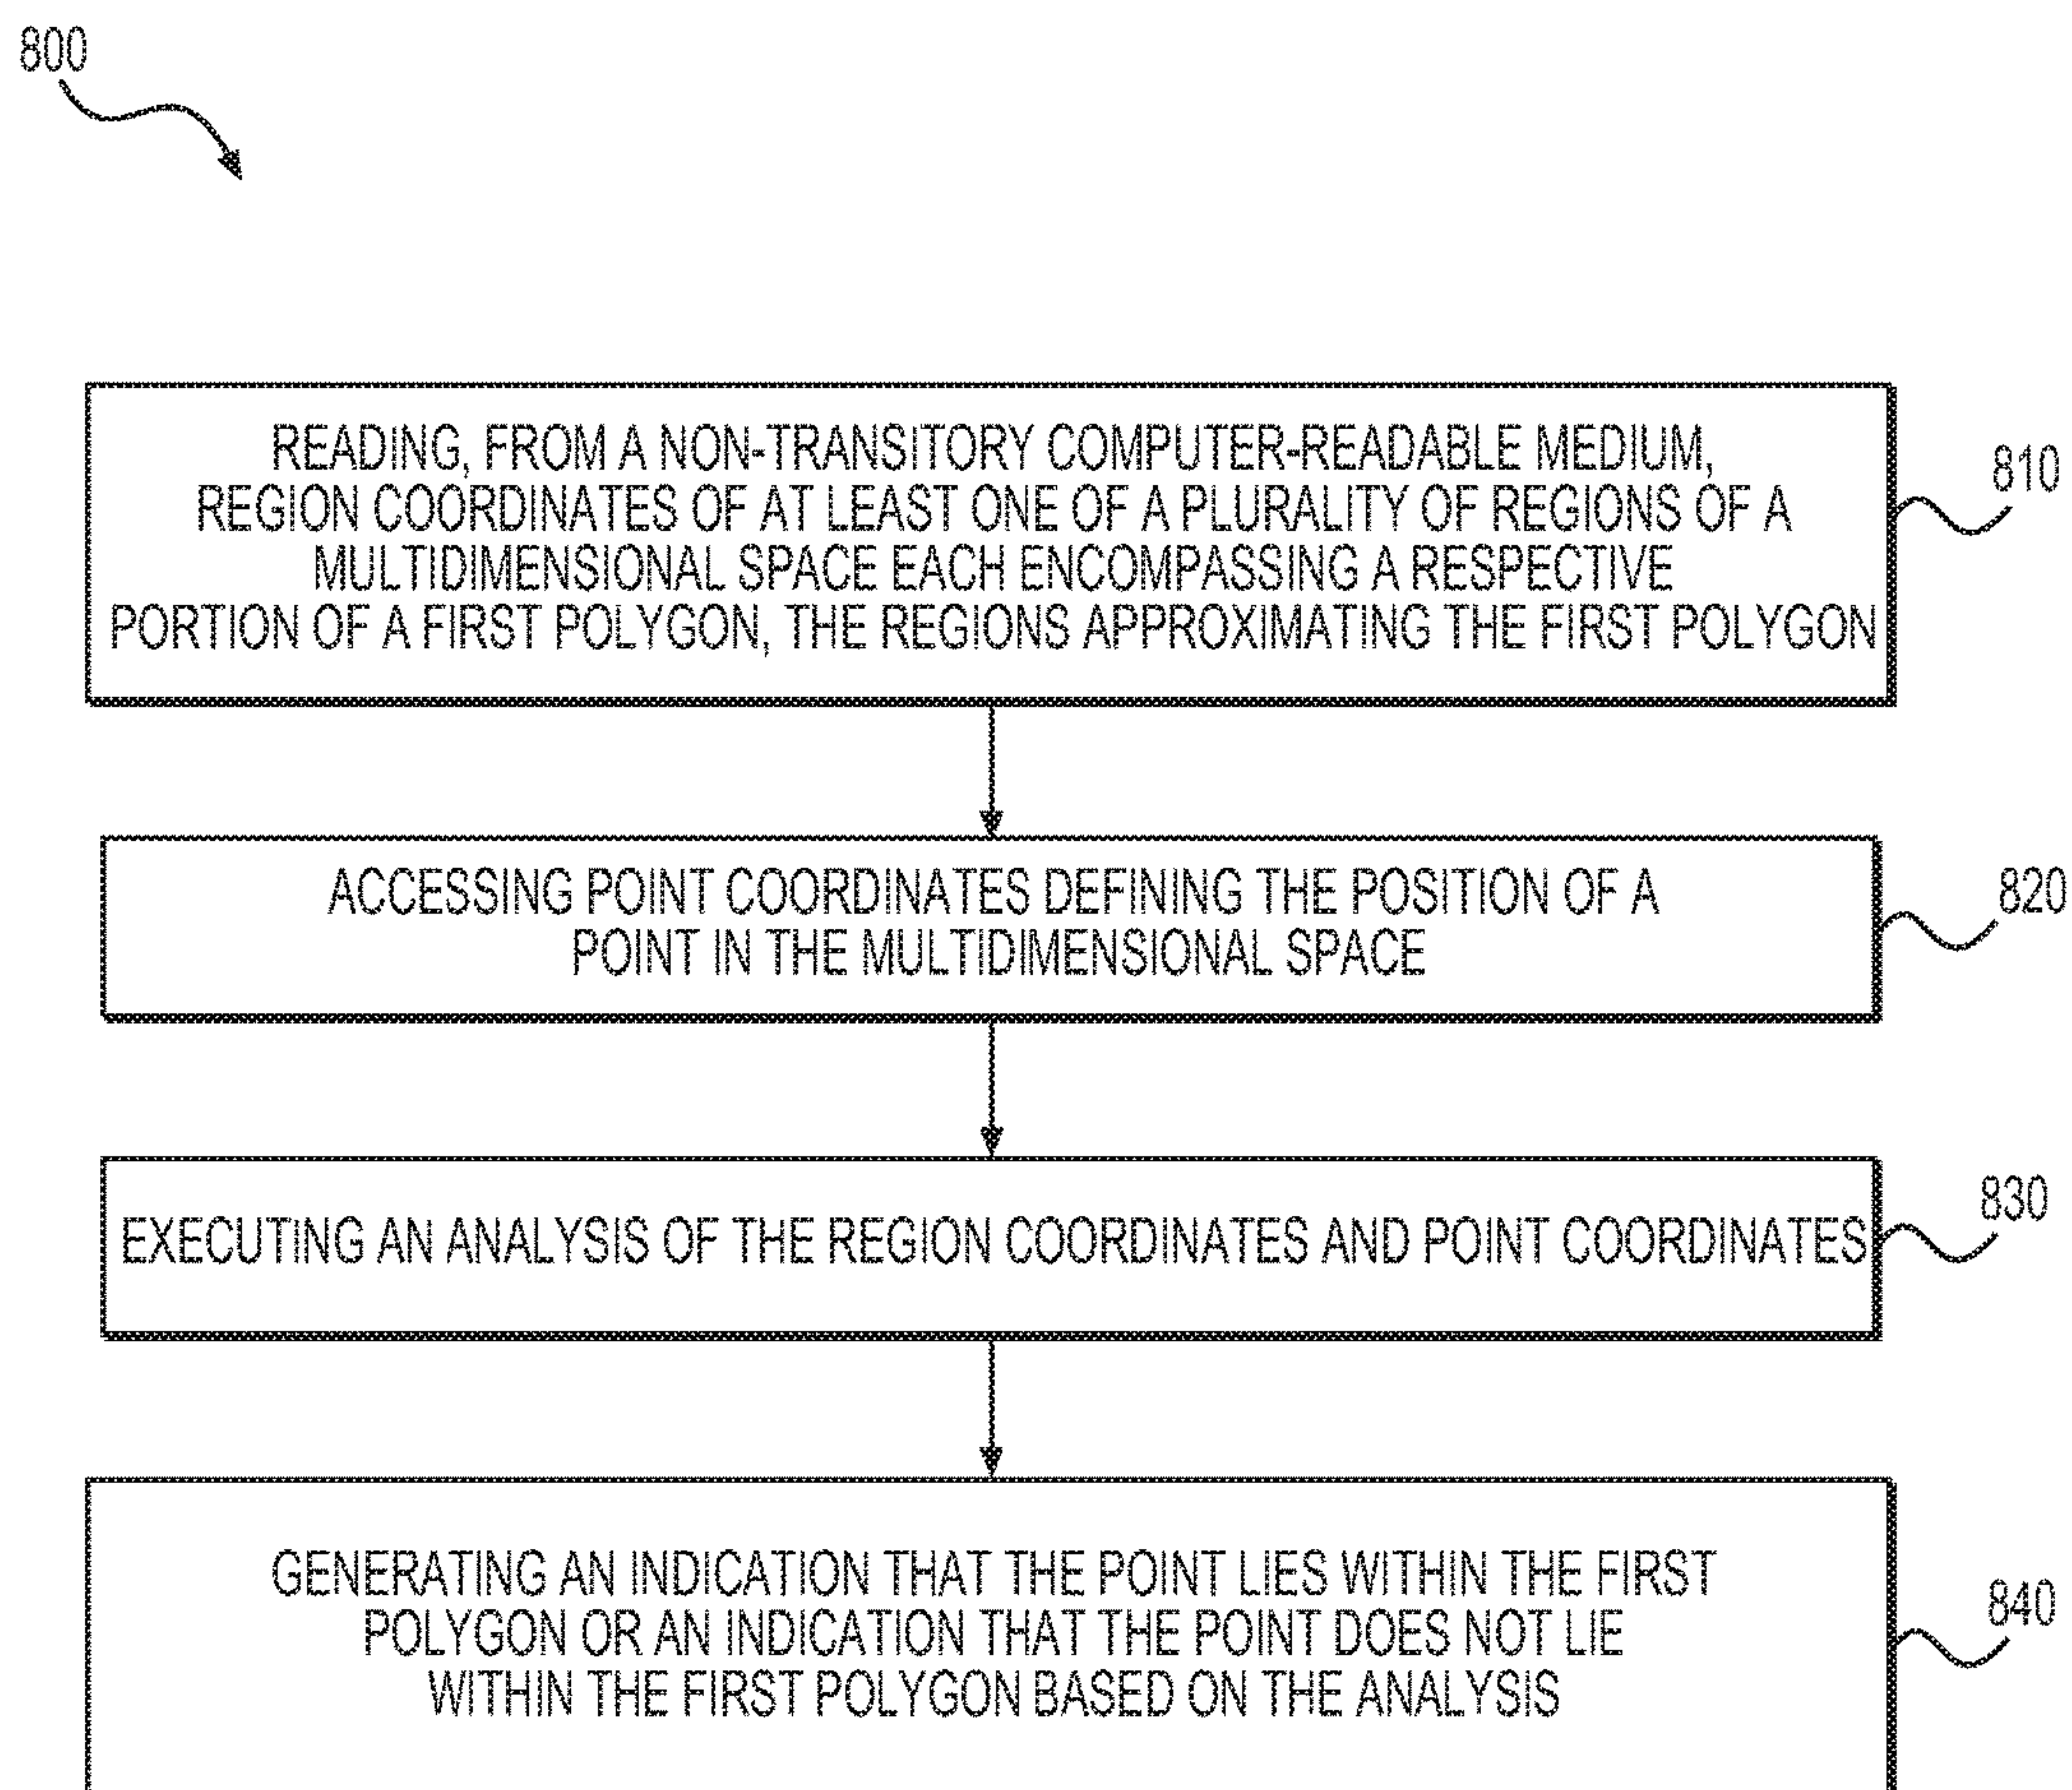 800
READING, FROM A NON-TRANSITORY COMPUTER-READABLE MEDIUM,
REGION COORDINATES OF AT LEAST ONE OF A PLURALITY OF REGIONS OF A
MULTIDIMENSIONAL SPACE EACH ENCOMPASSING A RESPECTIVE
PORTION OF A FIRST POLYGON, THE REGIONS APPROXIMATING THE FIRST POLYGON
810
ACCESSING POINT COORDINATES DEFINING THE POSITION OF A
POINT IN THE MULTIDIMENSIONAL SPACE
820
EXECUTING AN ANALYSIS OF THE REGION COORDINATES AND POINT COORDINATES
830
GENERATING AN INDICATION THAT THE POINT LIES WITHIN THE FIRST
POLYGON OR AN INDICATION THAT THE POINT DOES NOT LIE
WITHIN THE FIRST POLYGON BASED ON THE ANALYSIS
840